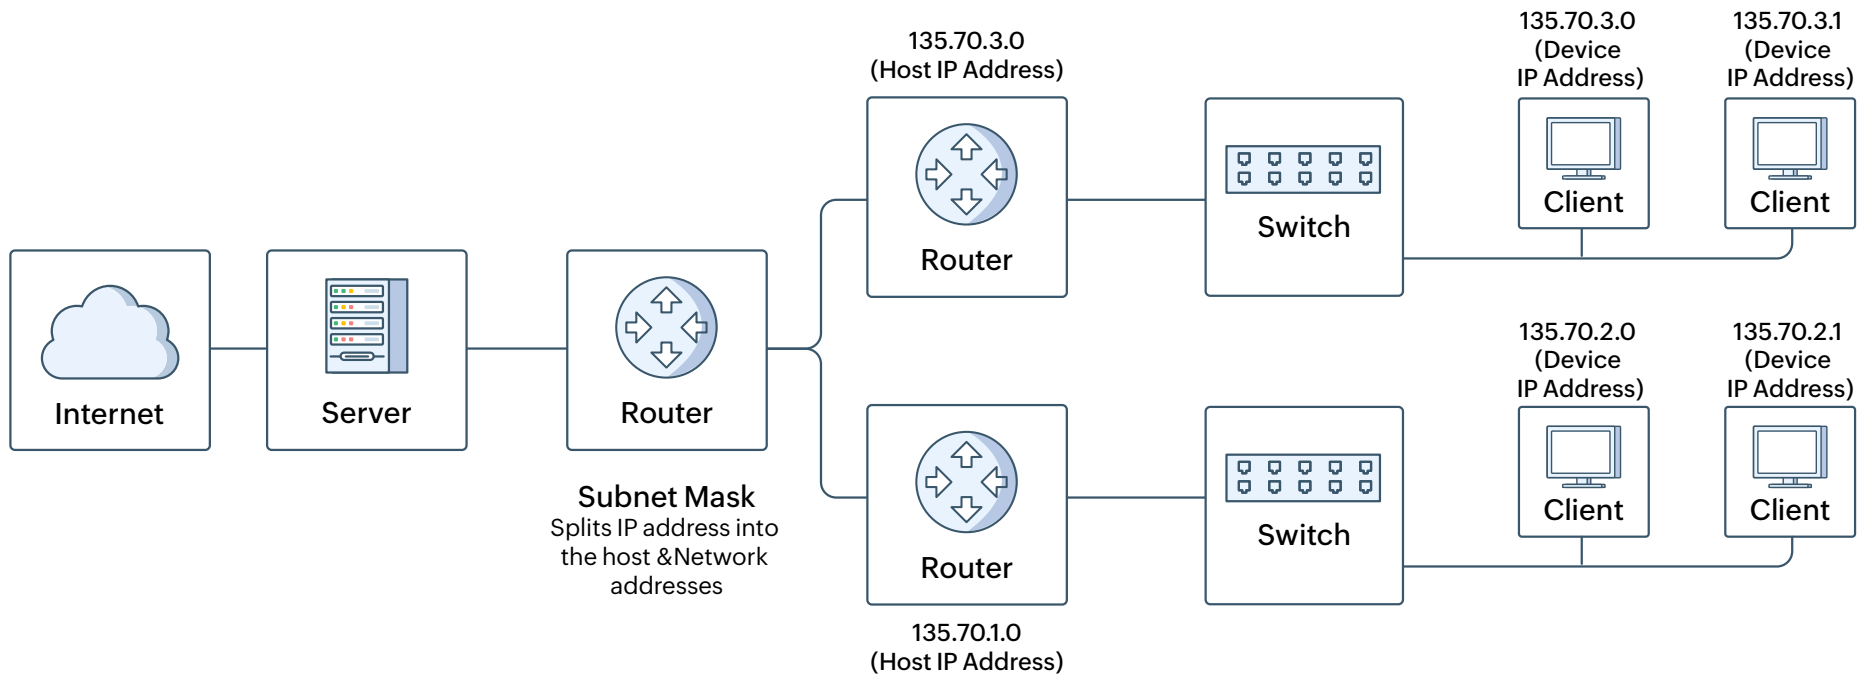 135.70.3.0
(Host IP Address)
135.70.3.0
(Device
IP Address)
135.70.3.1
(Device
IP Address)
Router
Switch
Client
Client
Internet
Server
Router
Subnet Mask
Splits IP address into
the host &Network
addresses
135.70.2.0
(Device
IP Address)
135.70.2.1
(Device
IP Address)
Router
Switch
Client
Client
135.70.1.0
(Host IP Address)